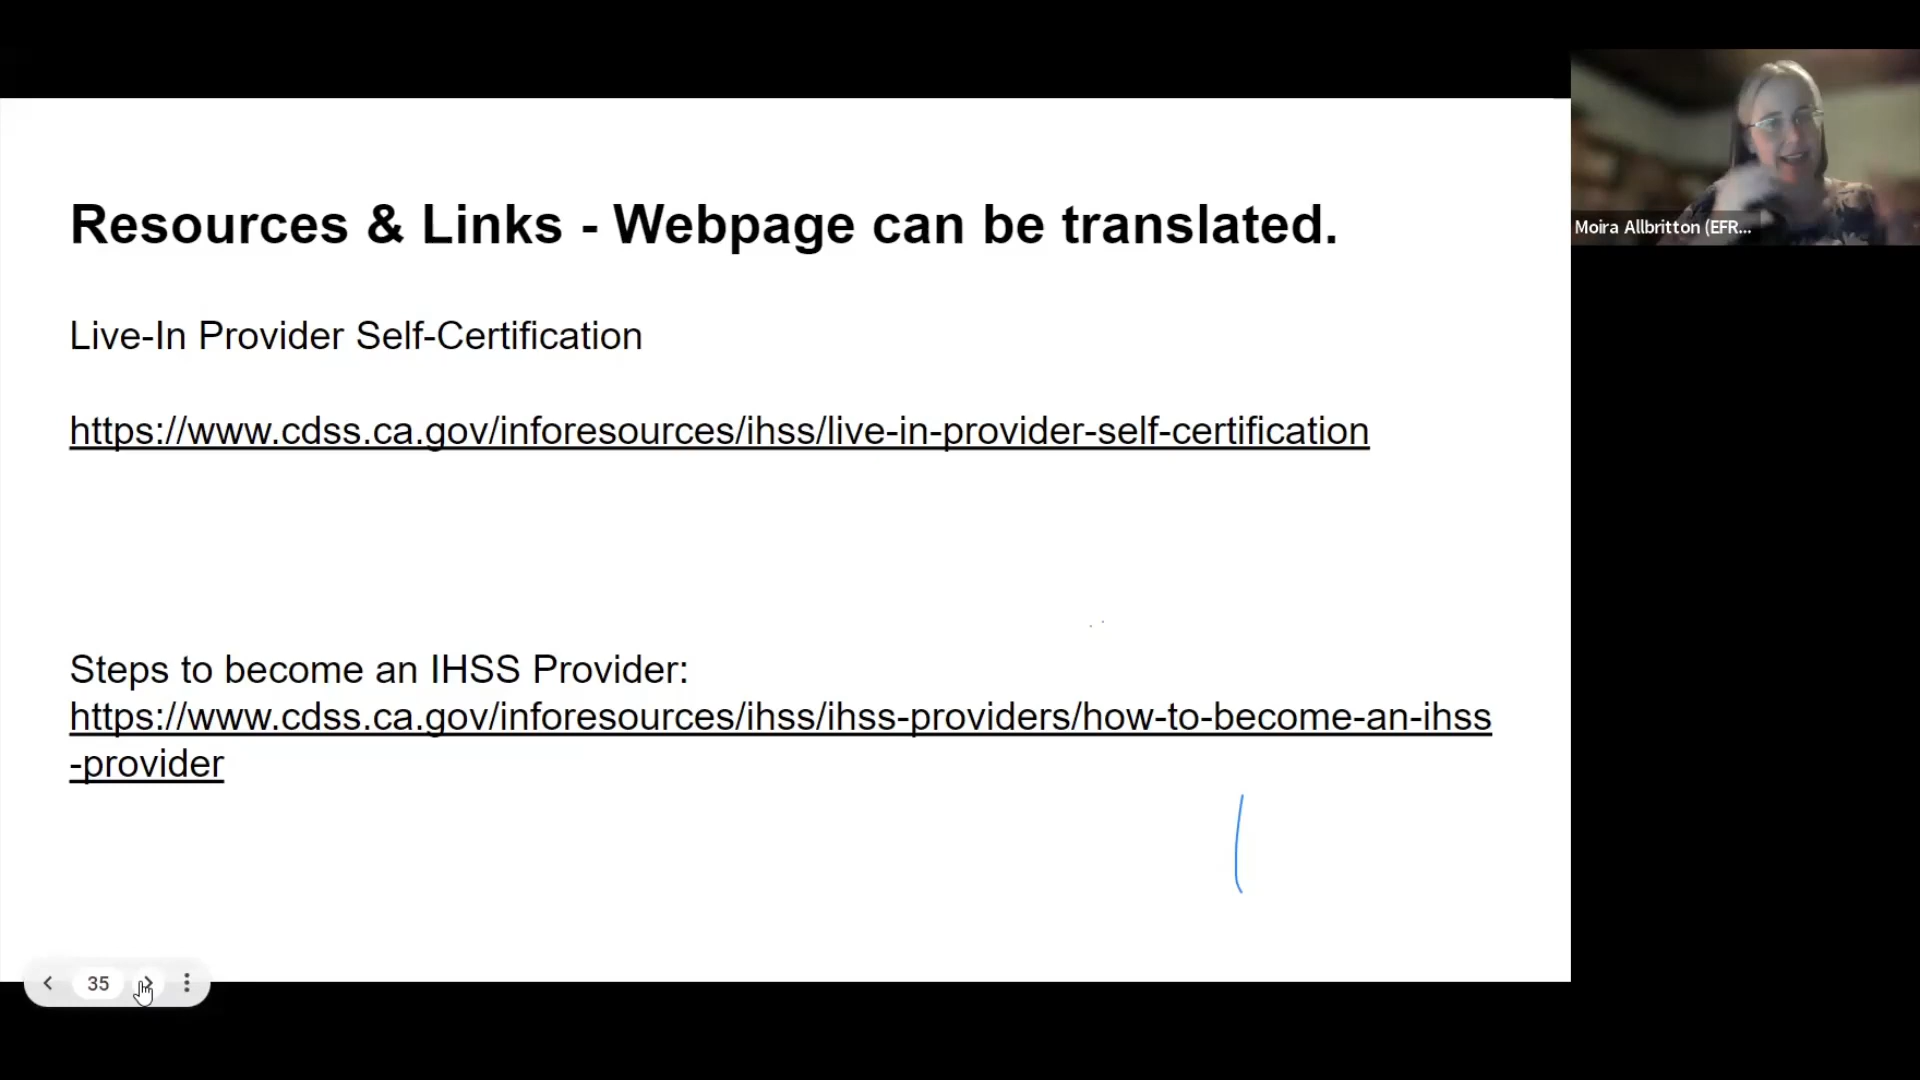 Resources & Links - Webpage can be translated.
Live-In Provider Self-Certification
https://www.cdss.ca.gov/inforesources/ihss/live-in-provider-self-certification
Steps to become an IHSS Provider:
https://www.cdss.ca.gov/inforesources/ihss/ihss-providers/how-to-become-an-ihss
-provider
Moira Allbritton (EFR...
35